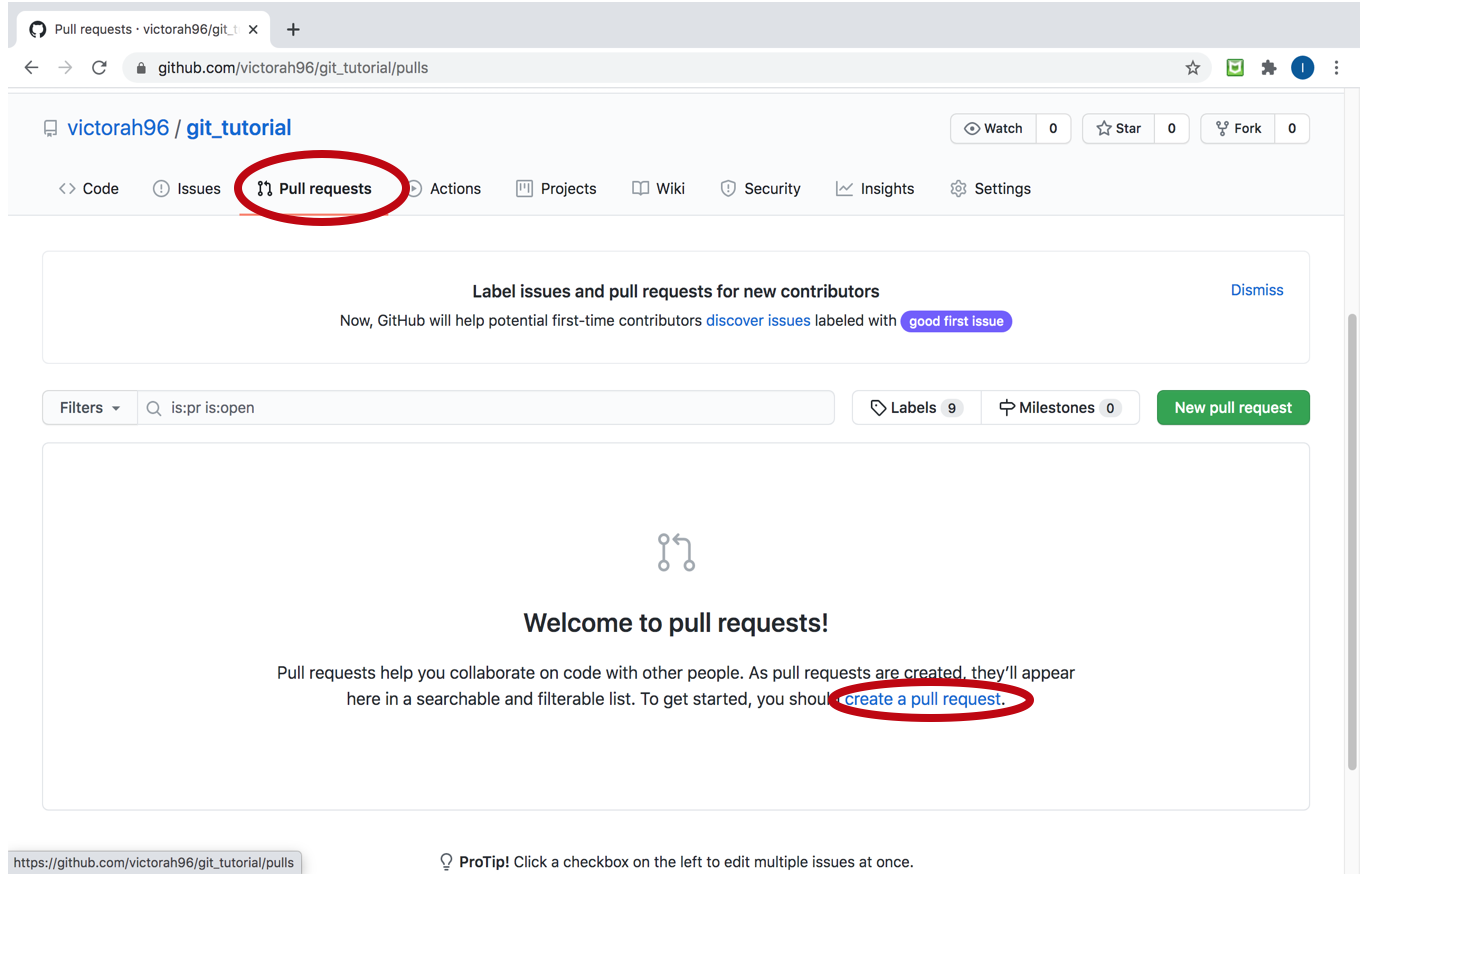 Pull requests · victorah96/git_t
github.com/victorah96/git_tutorial/pulls
I
victorah96 / git_tutorial
Watch 0 Star 0 Fork 0
Code Issues Pull requests Actions Projects Wiki Security Insights Settings
Label issues and pull requests for new contributors
Dismiss
Now, GitHub will help potential first-time contributors discover issues labeled with good first issue
Filters is:pr is:open Labels 9 Milestones 0 New pull request
Welcome to pull requests!
Pull requests help you collaborate on code with other people. As pull requests are created, they’ll appear
here in a searchable and filterable list. To get started, you should create a pull request.
https://github.com/victorah96/git_tutorial/pulls
ProTip! Click a checkbox on the left to edit multiple issues at once.